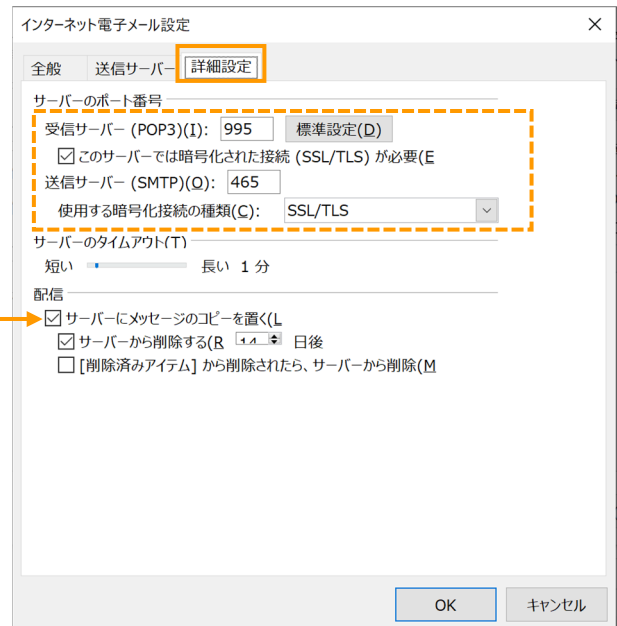 インターネット電子メール設定
全般 送信サーバー 詳細設定
サーバーのポート番号
受信サーバー (POP3)(I): 995 標準設定(D)
このサーバーでは暗号化された接続 (SSL/TLS) が必要(E
送信サーバー (SMTP)(O): 465
使用する暗号化接続の種類(C): SSL/TLS
サーバーのタイムアウト(T)
短い 長い 1 分
配信
サーバーにメッセージのコピーを置く(L
サーバーから削除する(R 14 日後
[削除済みアイテム] から削除されたら、サーバーから削除(M
OK キャンセル